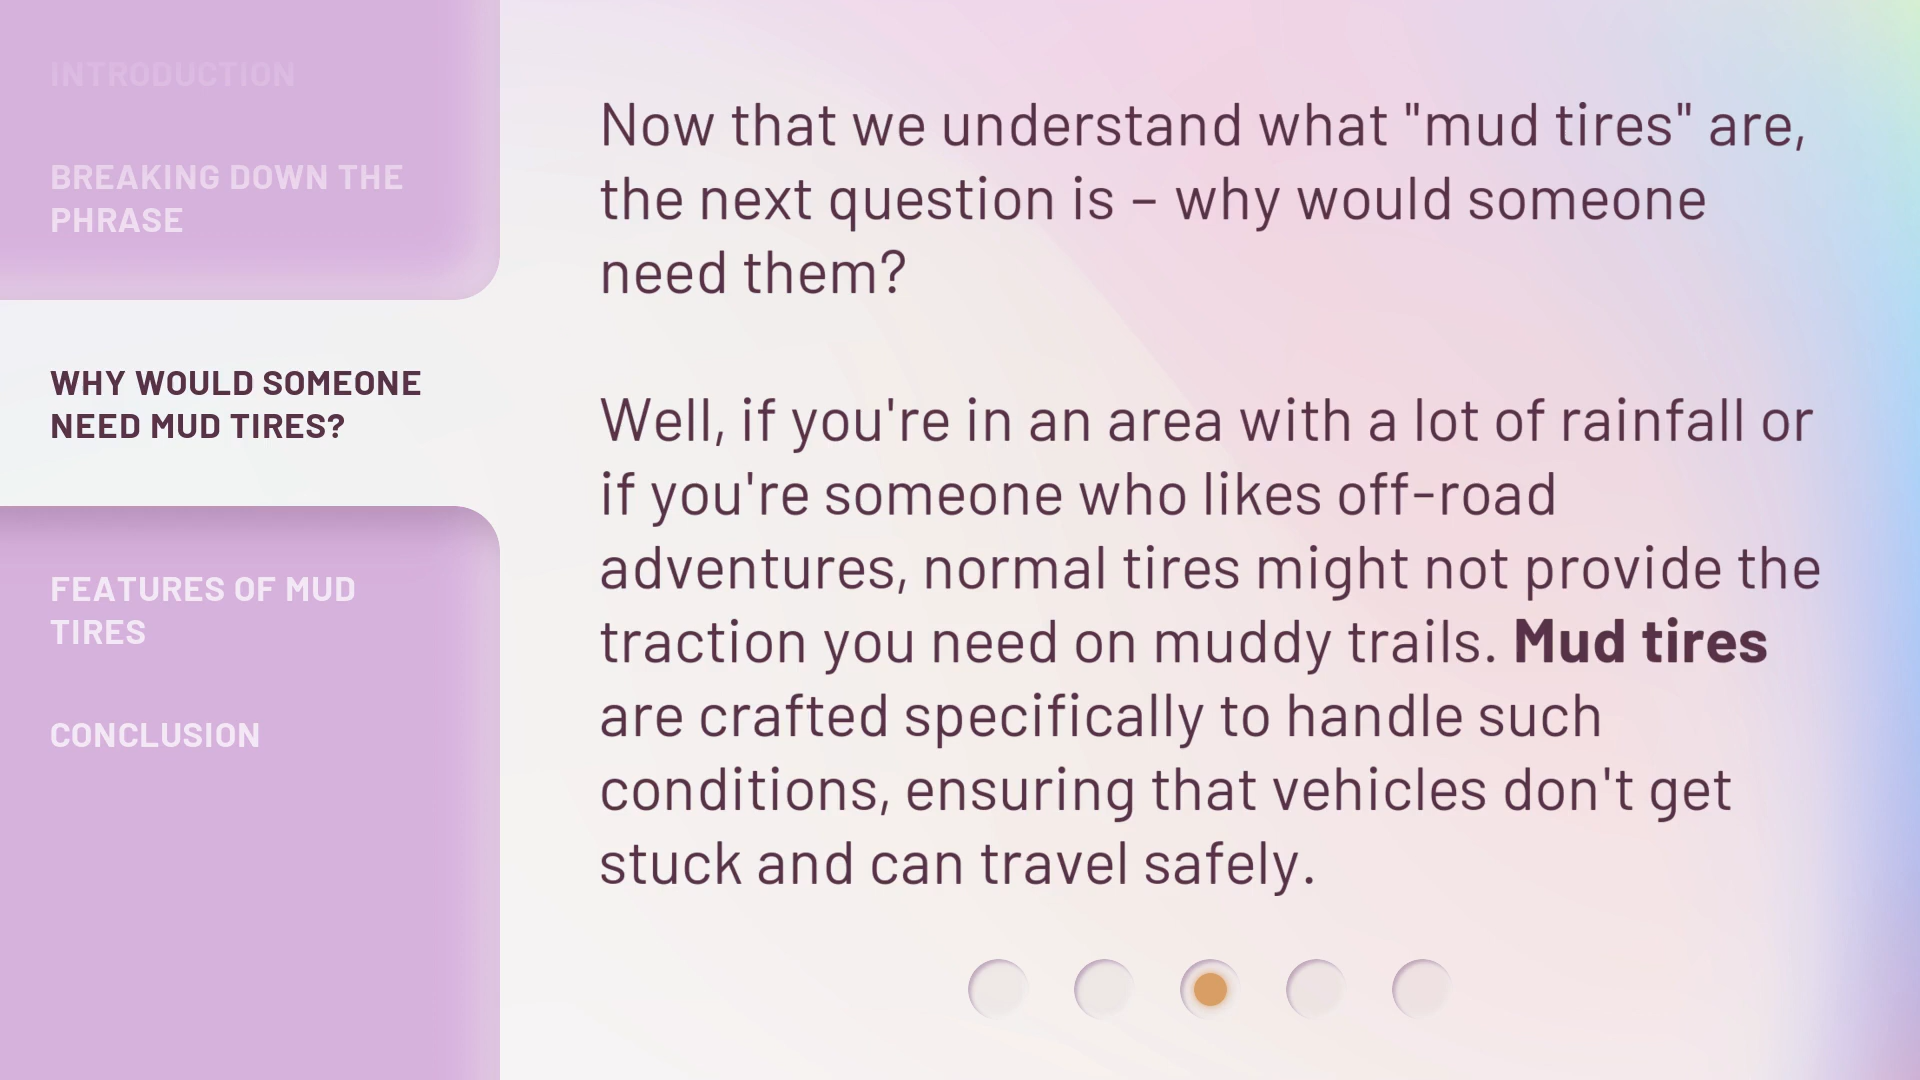 INTRODUCTION
BREAKING DOWN THE
PHRASE
WHY WOULD SOMEONE
NEED MUD TIRES?
FEATURES OF MUD
TIRES
CONCLUSION
Now that we understand what "mud tires" are,
the next question is – why would someone
need them?
Well, if you're in an area with a lot of rainfall or
if you're someone who likes off-road
adventures, normal tires might not provide the
traction you need on muddy trails. Mud tires
are crafted specifically to handle such
conditions, ensuring that vehicles don't get
stuck and can travel safely.